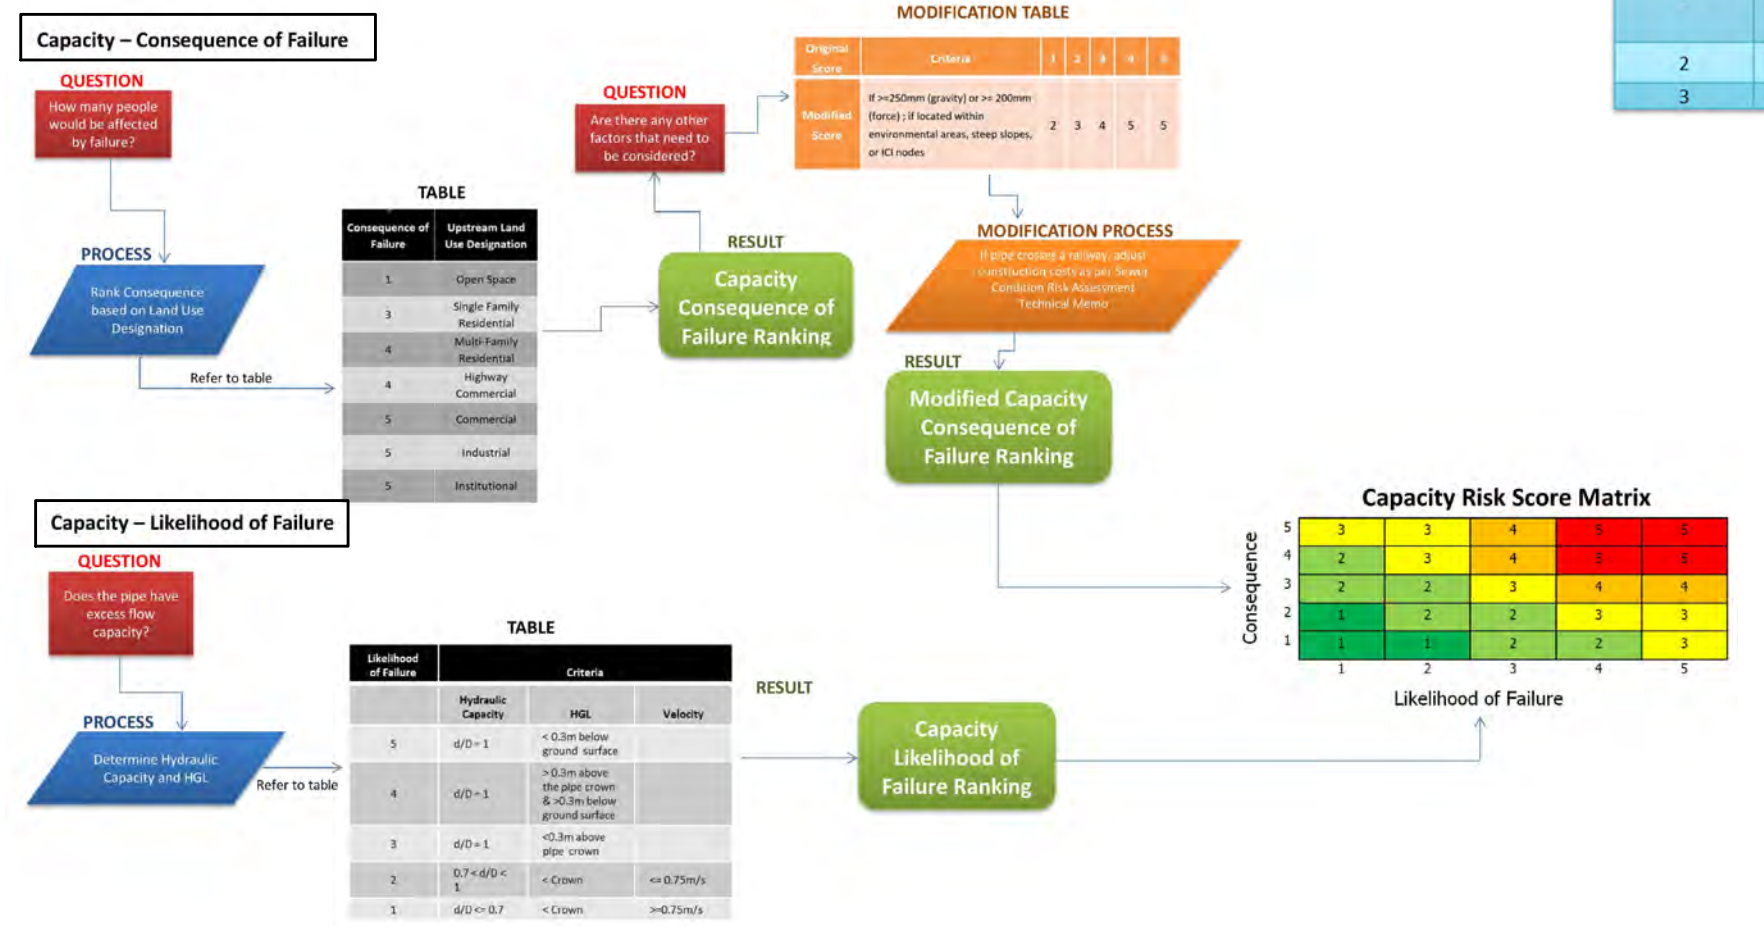 Capacity – Consequence of Failure
QUESTION
How many people
would be affected
by failure?
PROCESS
Rank Consequence
based on Land Use
Designation
Refer to table
TABLE
Consequence of Failure Upstream Land Use Designation
1 Open Space
3 Single Family Residential
4 Multi-Family Residential
4 Highway Commercial
5 Commercial
5 Industrial
5 Institutional
RESULT
Capacity
Consequence of
Failure Ranking
QUESTION
Are there any other
factors that need to
be considered?
MODIFICATION TABLE
Original Score Criteria 1 2 3 4 5
Modified Score If >=250mm (gravity) or >= 200mm (force) ; if located within environmental areas, steep slopes, or ICI nodes 2 3 4 5 5
MODIFICATION PROCESS
If pipe crosses a railway, adjust
construction costs as per Sewer
Condition Risk Assessment
Technical Memo
RESULT
Modified Capacity
Consequence of
Failure Ranking
2
3
Capacity – Likelihood of Failure
QUESTION
Does the pipe have
excess flow
capacity?
PROCESS
Determine Hydraulic
Capacity and HGL
Refer to table
TABLE
Likelihood of Failure Criteria
Hydraulic Capacity HGL Velocity
5 d/D = 1 < 0.3m below ground surface
4 d/D = 1 > 0.3m above the pipe crown & >0.3m below ground surface
3 d/D = 1 <0.3m above pipe crown
2 0.7 < d/D < 1 < Crown <= 0.75m/s
1 d/D <= 0.7 < Crown >=0.75m/s
RESULT
Capacity
Likelihood of
Failure Ranking
Capacity Risk Score Matrix
Consequence
5 3 3 4 5 5
4 2 3 4 5 5
3 2 2 3 4 4
2 1 2 2 3 3
1 1 1 2 2 3
1 2 3 4 5
Likelihood of Failure